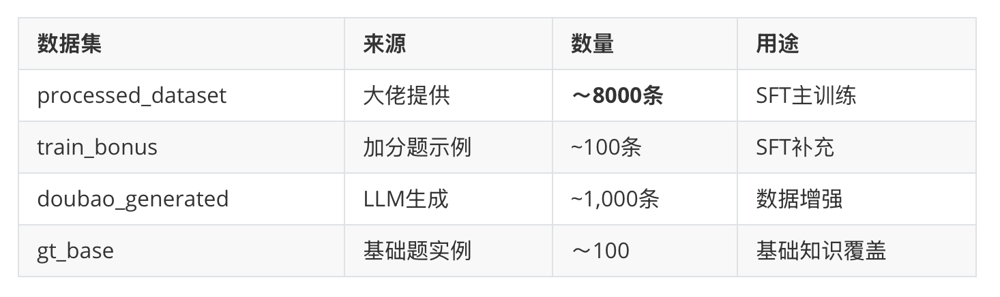 数据集 来源 数量 用途
processed_dataset 大佬提供 ～8000条 SFT主训练
train_bonus 加分题示例 ~100条 SFT补充
doubao_generated LLM生成 ~1,000条 数据增强
gt_base 基础题实例 ～100 基础知识覆盖